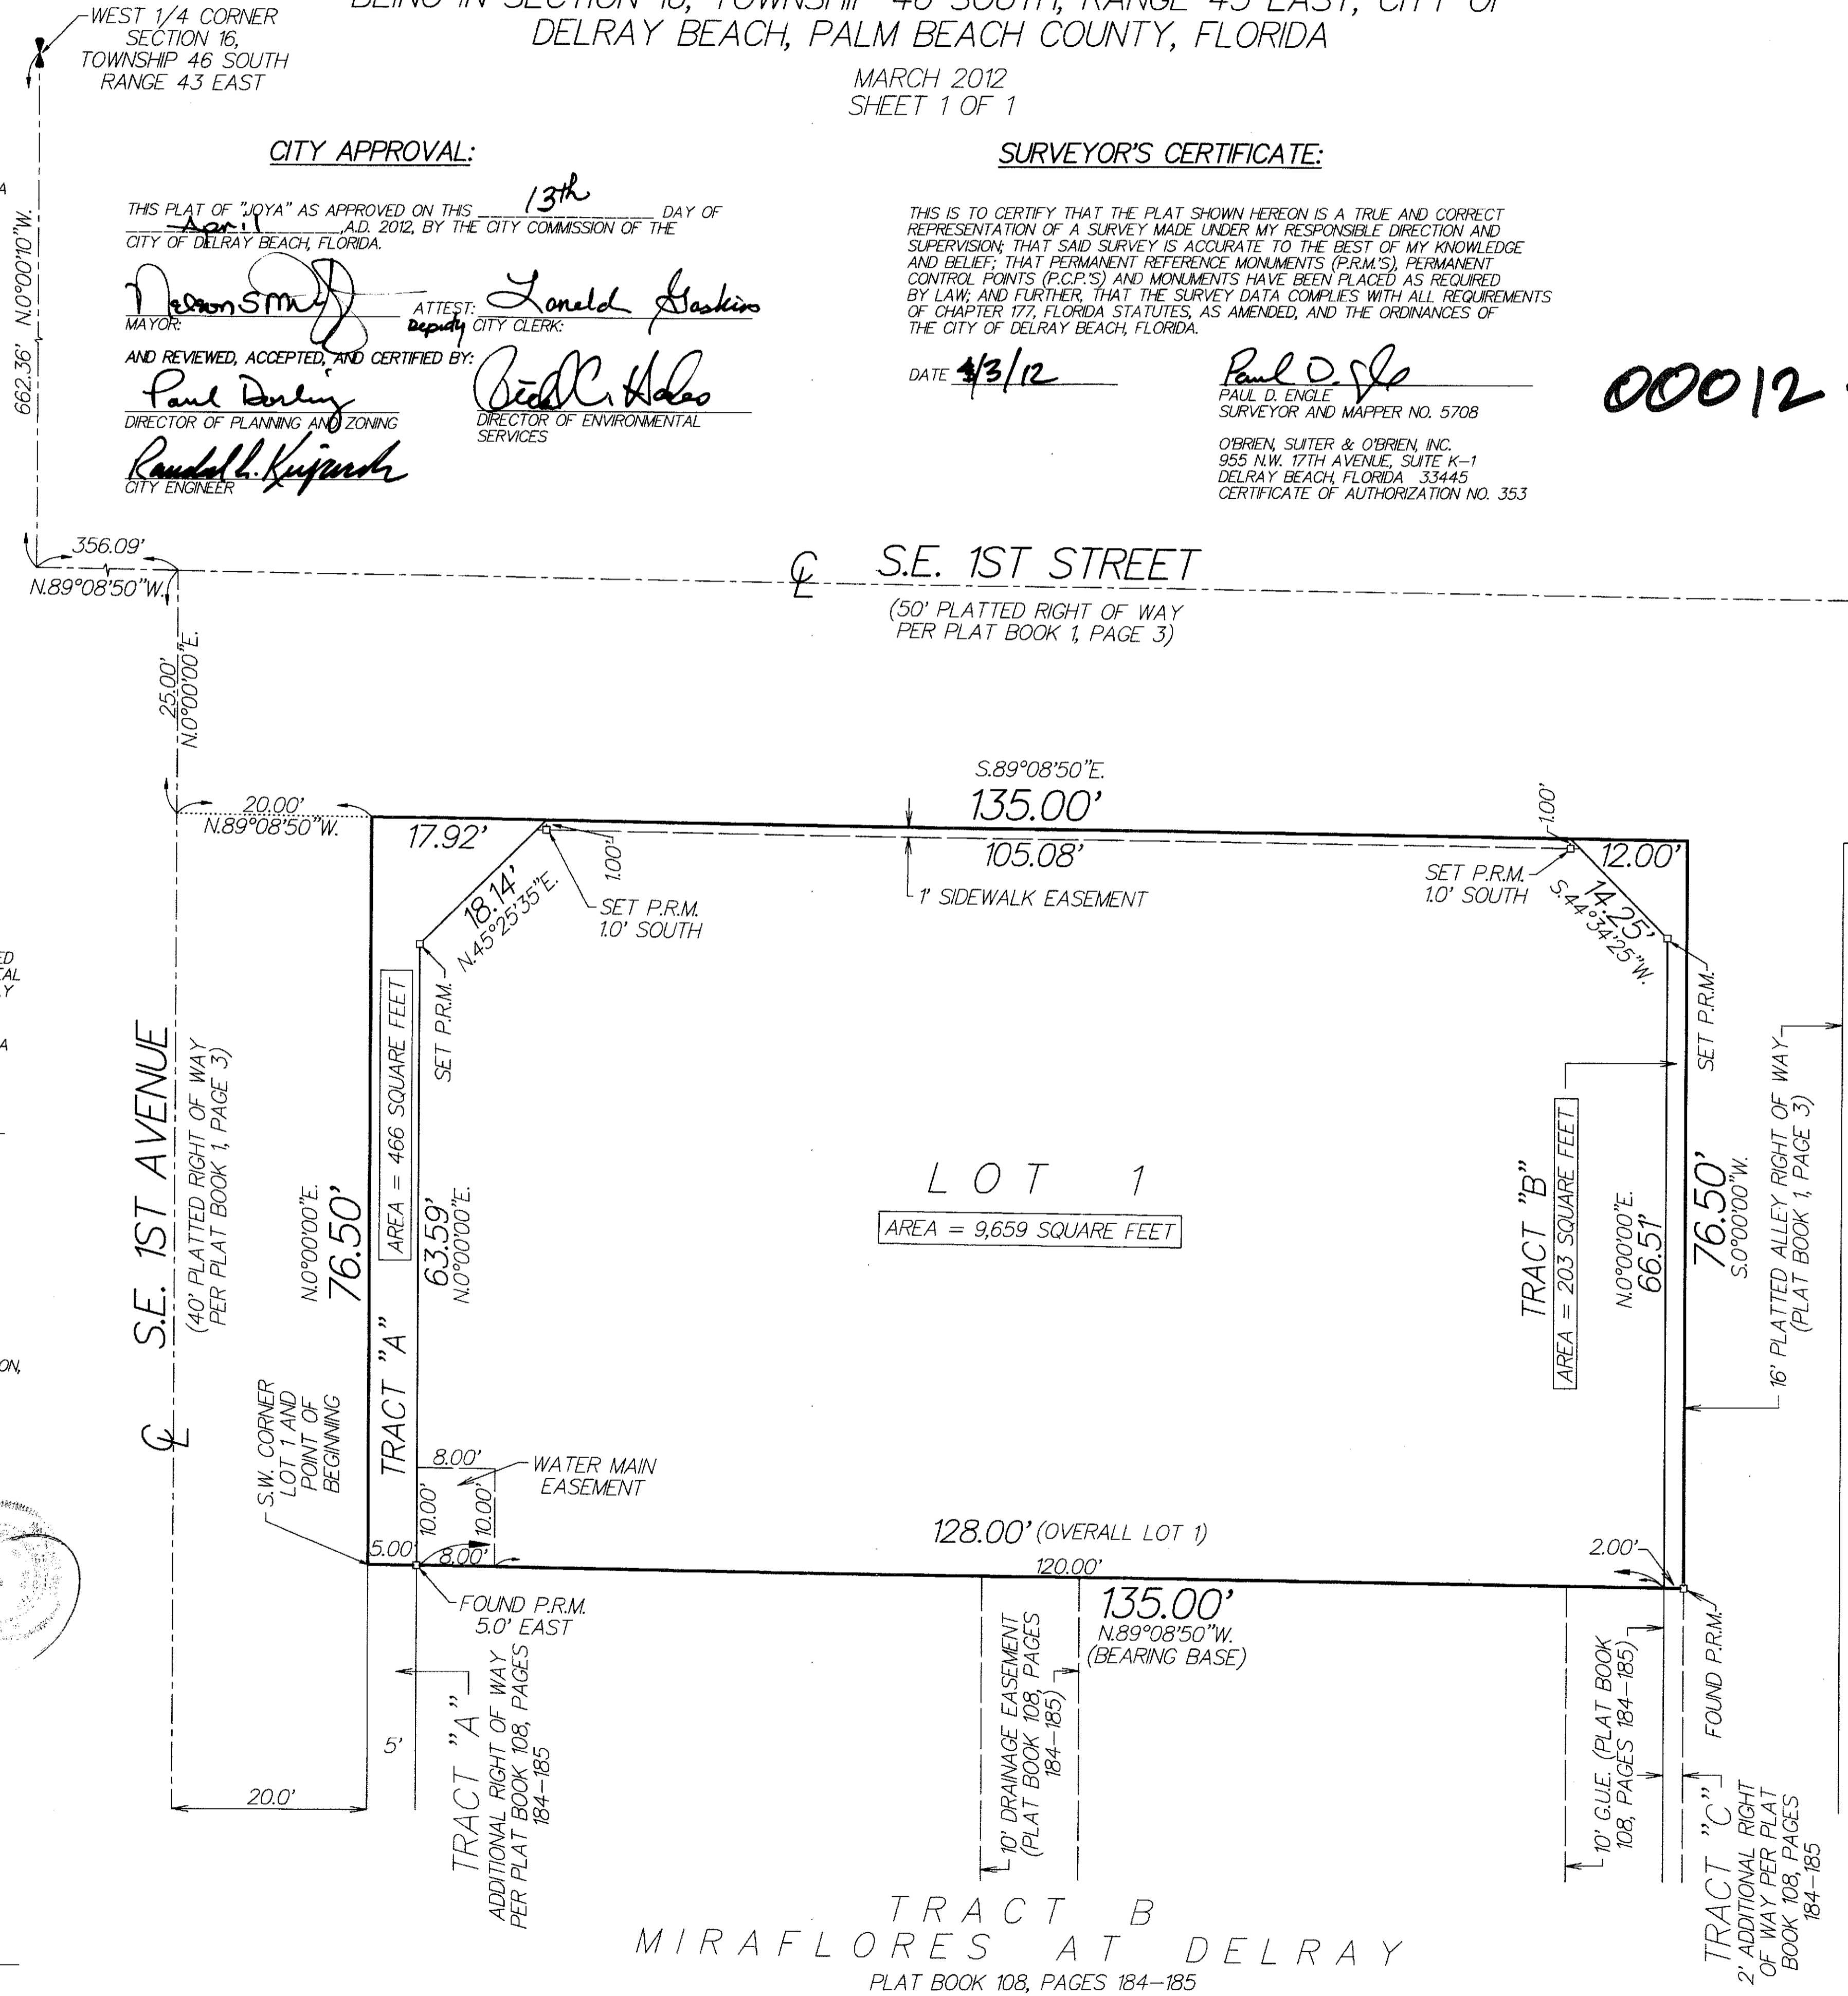 WEST 1/4 CORNER
SECTION 16,
TOWNSHIP 46 SOUTH
RANGE 43 EAST
BEING IN SECTION 16, TOWNSHIP 46 SOUTH, RANGE 43 EAST, CITY OF
DELRAY BEACH, PALM BEACH COUNTY, FLORIDA
MARCH 2012
SHEET 1 OF 1
CITY APPROVAL:
THIS PLAT OF "JOYA" AS APPROVED ON THIS 13th DAY OF
April ,A.D. 2012, BY THE CITY COMMISSION OF THE
CITY OF DELRAY BEACH, FLORIDA.
MAYOR:
ATTEST:
Deputy CITY CLERK:
AND REVIEWED, ACCEPTED, AND CERTIFIED BY:
Paul Dorling
DIRECTOR OF PLANNING AND ZONING
DIRECTOR OF ENVIRONMENTAL
SERVICES
CITY ENGINEER
SURVEYOR'S CERTIFICATE:
THIS IS TO CERTIFY THAT THE PLAT SHOWN HEREON IS A TRUE AND CORRECT
REPRESENTATION OF A SURVEY MADE UNDER MY RESPONSIBLE DIRECTION AND
SUPERVISION; THAT SAID SURVEY IS ACCURATE TO THE BEST OF MY KNOWLEDGE
AND BELIEF; THAT PERMANENT REFERENCE MONUMENTS (P.R.M.'S), PERMANENT
CONTROL POINTS (P.C.P.'S) AND MONUMENTS HAVE BEEN PLACED AS REQUIRED
BY LAW; AND FURTHER, THAT THE SURVEY DATA COMPLIES WITH ALL REQUIREMENTS
OF CHAPTER 177, FLORIDA STATUTES, AS AMENDED, AND THE ORDINANCES OF
THE CITY OF DELRAY BEACH, FLORIDA.
DATE 4/3/12
PAUL D. ENGLE
SURVEYOR AND MAPPER NO. 5708
O'BRIEN, SUITER & O'BRIEN, INC.
955 N.W. 17TH AVENUE, SUITE K-1
DELRAY BEACH, FLORIDA 33445
CERTIFICATE OF AUTHORIZATION NO. 353
00012
662.36' N.0°00'10"W.
356.09'
N.89°08'50"W.
C
L
S.E. 1ST STREET
(50' PLATTED RIGHT OF WAY
PER PLAT BOOK 1, PAGE 3)
25.00'
N.0°00'00"E.
20.00'
N.89°08'50"W.
S.89°08'50"E.
135.00'
17.92'
105.08'
12.00'
1.00'
1.00'
1' SIDEWALK EASEMENT
SET P.R.M.
1.0' SOUTH
SET P.R.M.
1.0' SOUTH
18.14'
N.45°25'35"E.
14.25'
S.44°34'25"W.
SET P.R.M.
SET P.R.M.
S.E. 1ST AVENUE
(40' PLATTED RIGHT OF WAY
PER PLAT BOOK 1, PAGE 3)
C
L
N.0°00'00"E.
76.50'
AREA = 466 SQUARE FEET
TRACT "A"
63.59'
N.0°00'00"E.
LOT 1
AREA = 9,659 SQUARE FEET
TRACT "B"
AREA = 203 SQUARE FEET
N.0°00'00"E.
66.51'
76.50'
S.0°00'00"W.
16' PLATTED ALLEY RIGHT OF WAY
(PLAT BOOK 1, PAGE 3)
S.W. CORNER
LOT 1 AND
POINT OF
BEGINNING
8.00'
WATER MAIN
EASEMENT
10.00'
10.00'
5.00'
8.00'
128.00' (OVERALL LOT 1)
120.00'
2.00'
135.00'
N.89°08'50"W.
(BEARING BASE)
FOUND P.R.M.
5.0' EAST
FOUND P.R.M.
5'
20.0'
TRACT "A"
ADDITIONAL RIGHT OF WAY
PER PLAT BOOK 108, PAGES
184-185
10' DRAINAGE EASEMENT
(PLAT BOOK 108, PAGES
184-185)
10' G.U.E. (PLAT BOOK
108, PAGES 184-185)
TRACT "C"
2' ADDITIONAL RIGHT
OF WAY PER PLAT
BOOK 108, PAGES
184-185
TRACT B
MIRAFLORES AT DELRAY
PLAT BOOK 108, PAGES 184-185